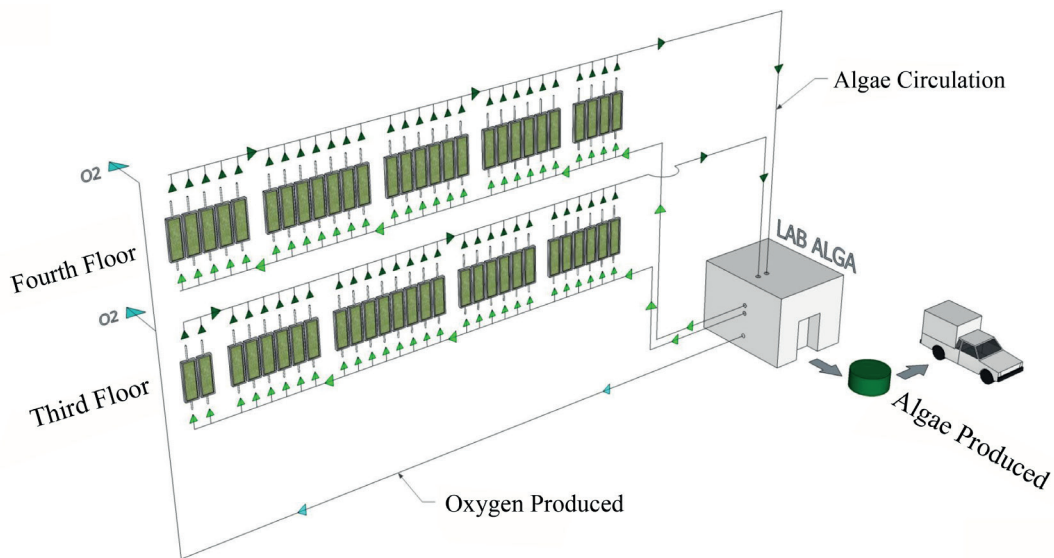 Algae Circulation
O2
Fourth Floor
LAB ALGA
O2
Third Floor
Algae Produced
Oxygen Produced